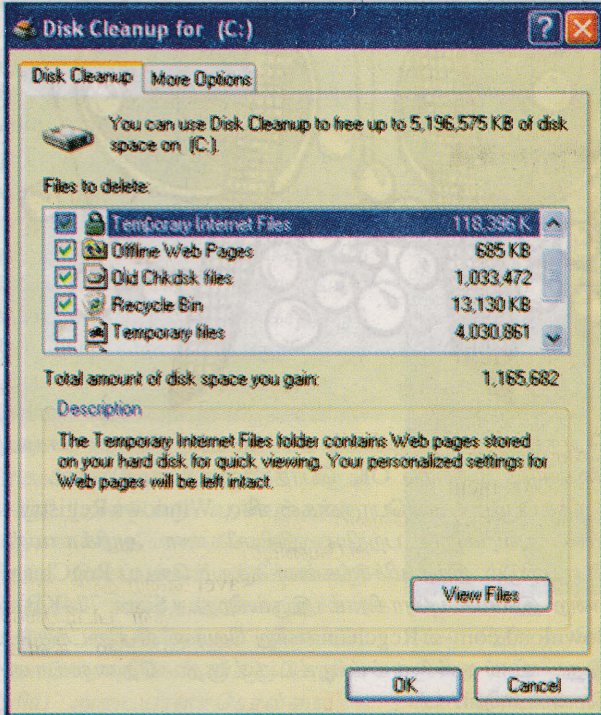 Disk Cleanup for (C:)
Disk Cleanup
More Options
You can use Disk Cleanup to free up to 5,196,575 KB of disk
space on (C:).
Files to delete:
Temporary Internet Files 118,396 K
Offline Web Pages 685 KB
Old Chkdsk files 1,033,472
Recycle Bin 13,130 KB
Temporary files 4,030,861
Total amount of disk space you gain: 1,165,682
Description
The Temporary Internet Files folder contains Web pages stored
on your hard disk for quick viewing. Your personalized settings for
Web pages will be left intact.
View Files
OK
Cancel